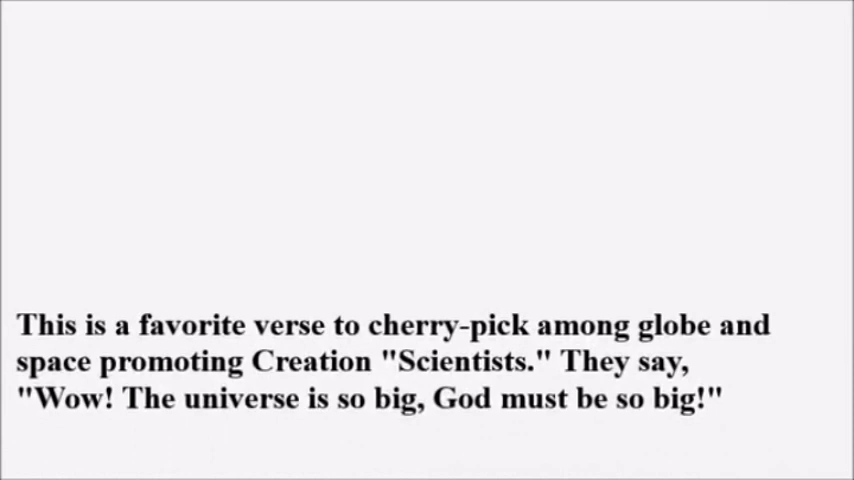 This is a favorite verse to cherry-pick among globe and
space promoting Creation "Scientists." They say,
"Wow! The universe is so big, God must be so big!"